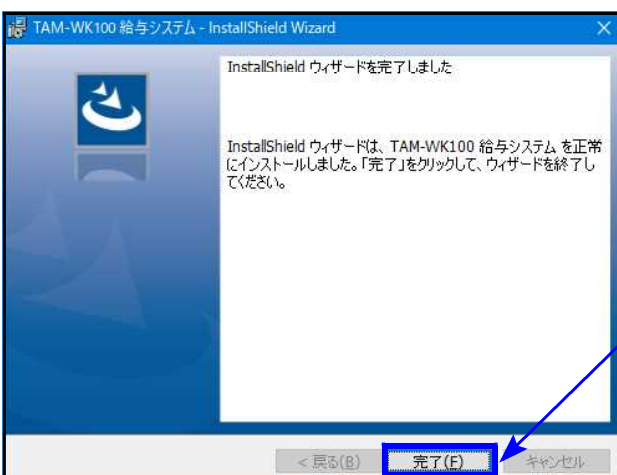 TAM-WK100 給与システム - InstallShield Wizard
InstallShield ウィザードを完了しました
InstallShield ウィザードは、TAM-WK100 給与システム を正常
にインストールしました。「完了」をクリックして、ウィザードを終了し
てください。
< 戻る(B) 完了(F) キャンセル